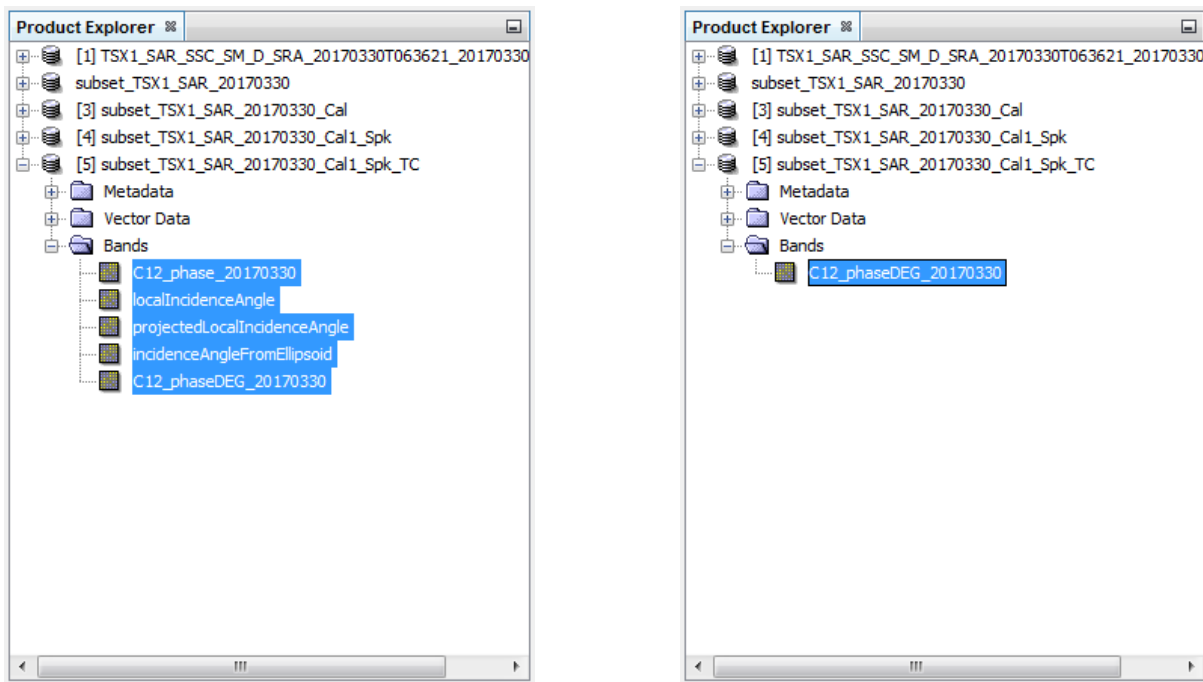 Product Explorer
[1] TSX1_SAR_SSC_SM_D_SRA_20170330T063621_20170330
subset_TSX1_SAR_20170330
[3] subset_TSX1_SAR_20170330_Cal
[4] subset_TSX1_SAR_20170330_Cal1_Spk
[5] subset_TSX1_SAR_20170330_Cal1_Spk_TC
Metadata
Vector Data
Bands
C12_phase_20170330
localIncidenceAngle
projectedLocalIncidenceAngle
incidenceAngleFromEllipsoid
C12_phaseDEG_20170330
Product Explorer
[1] TSX1_SAR_SSC_SM_D_SRA_20170330T063621_20170330
subset_TSX1_SAR_20170330
[3] subset_TSX1_SAR_20170330_Cal
[4] subset_TSX1_SAR_20170330_Cal1_Spk
[5] subset_TSX1_SAR_20170330_Cal1_Spk_TC
Metadata
Vector Data
Bands
C12_phaseDEG_20170330